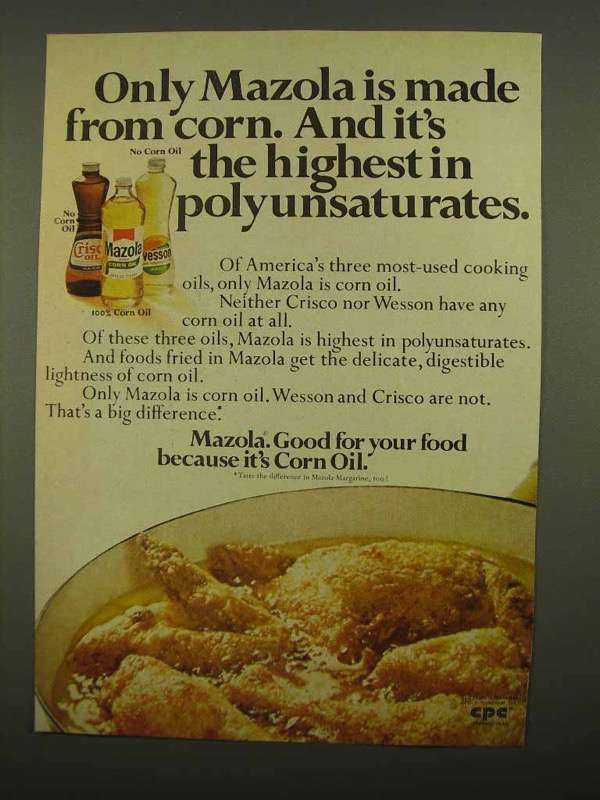 Only Mazola is made
from corn. And it's
the highest in
polyunsaturates.
No Corn Oil
No
Corn
Oil
Crisc
OIL
Mazola
CORN OIL
Wesson
100% Corn Oil
Of America's three most-used cooking
oils, only Mazola is corn oil.
Neither Crisco nor Wesson have any
corn oil at all.
Of these three oils, Mazola is highest in polyunsaturates.
And foods fried in Mazola get the delicate, digestible
lightness of corn oil.
Only Mazola is corn oil. Wesson and Crisco are not.
That's a big difference.*
Mazola. Good for your food
because it's Corn Oil.
*Taste the difference in Mazola Margarine, too!
cpc